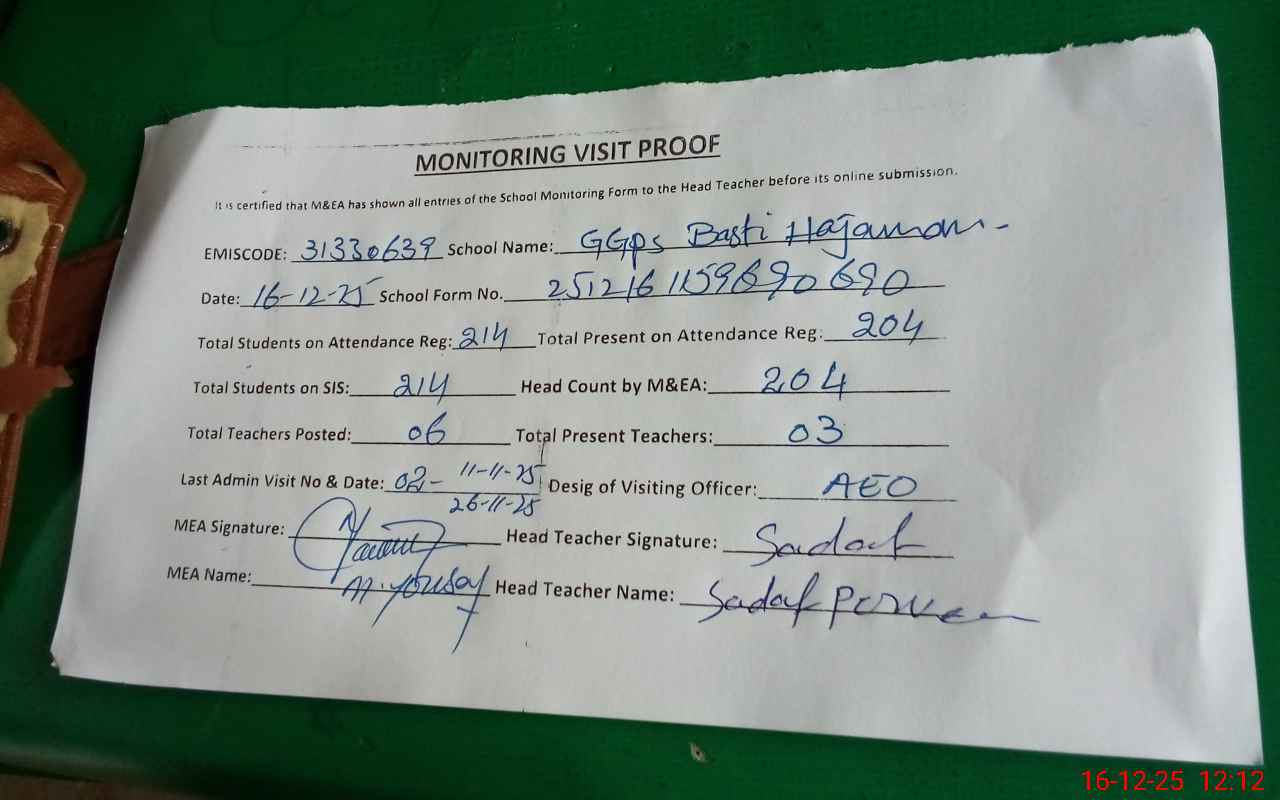 MONITORING VISIT PROOF
It is certified that M&EA has shown all entries of the School Monitoring Form to the Head Teacher before its online submission.
EMISCODE: 31330639 School Name: GGps Basti Hajaman-
Date: 16-12-25 School Form No. 251216 1159690690
Total Students on Attendance Reg: 214 Total Present on Attendance Reg: 204
Total Students on SIS: 214 Head Count by M&EA: 204
Total Teachers Posted: 06 Total Present Teachers: 03
Last Admin Visit No & Date: 02- 11-11-25 Desig of Visiting Officer: AEO
26-11-25
MEA Signature: Head Teacher Signature: Sadaf
MEA Name: M. Yousaf Head Teacher Name: Sadaf Perveen
16-12-25 12:12